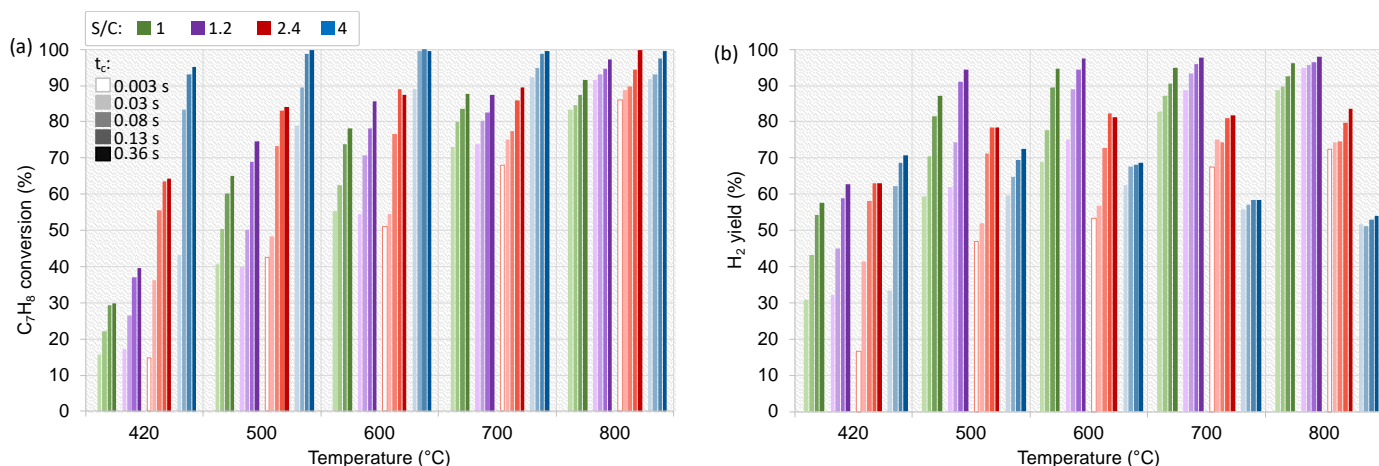 S/C: 1 1.2 2.4 4
(a)
C₇H₈ conversion (%)
100
90
80
70
60
50
40
30
20
10
0
t꜀:
0.003 s
0.03 s
0.08 s
0.13 s
0.36 s
420 500 600 700 800
Temperature (°C)
(b)
H₂ yield (%)
100
90
80
70
60
50
40
30
20
10
0
420 500 600 700 800
Temperature (°C)